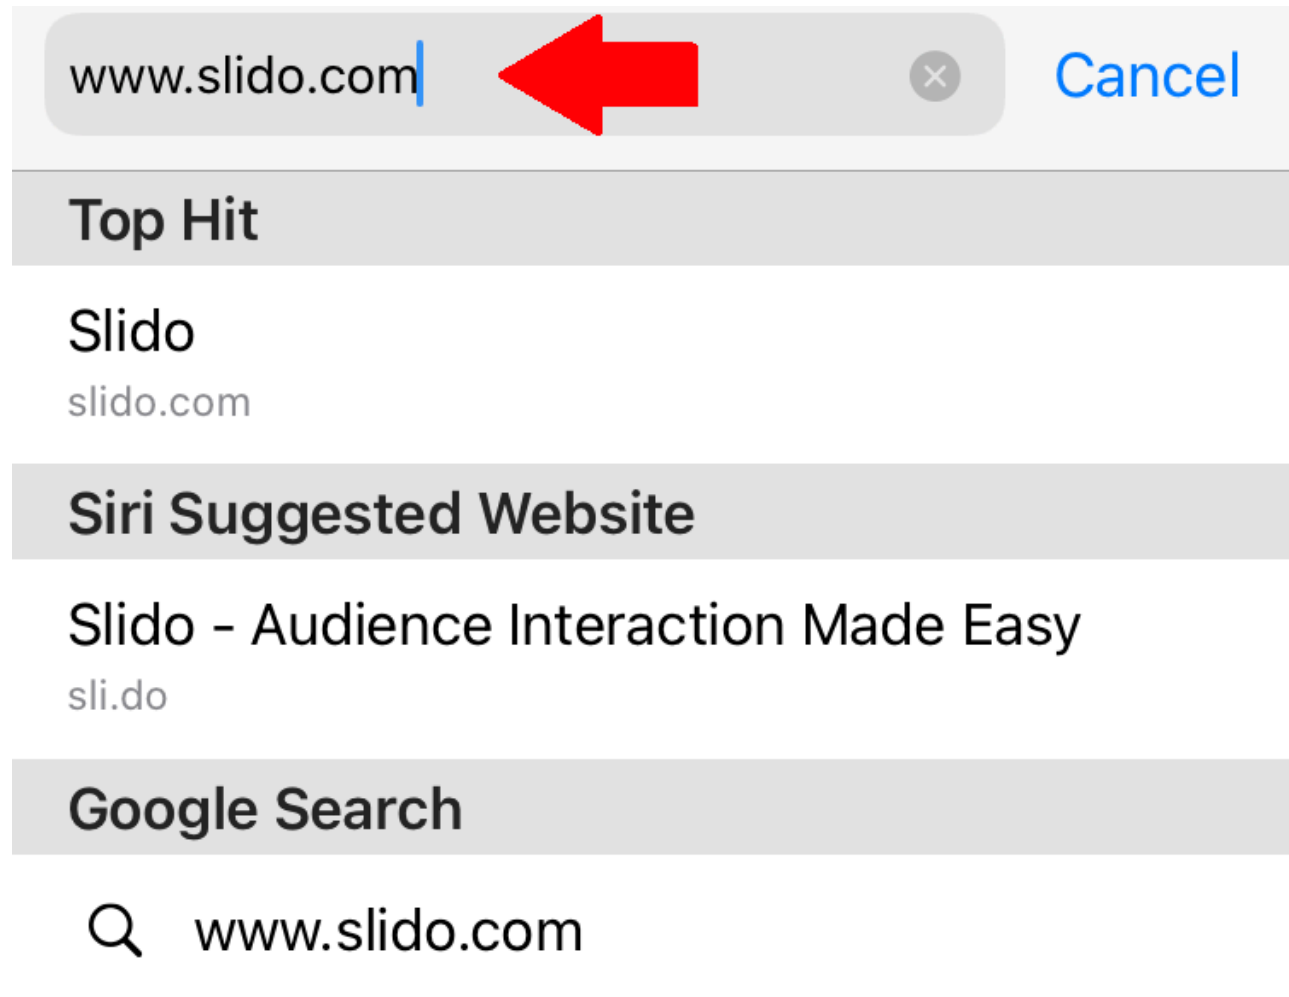 www.slido.com
Cancel
Top Hit
Slido
slido.com
Siri Suggested Website
Slido - Audience Interaction Made Easy
sli.do
Google Search
www.slido.com